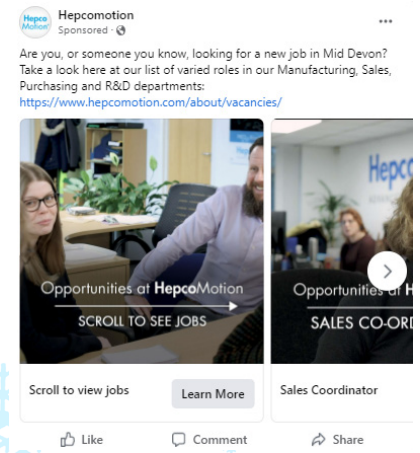 Hepco
Motion
Hepcomotion
Sponsored ·
Are you, or someone you know, looking for a new job in Mid Devon?
Take a look here at our list of varied roles in our Manufacturing, Sales,
Purchasing and R&D departments:
https://www.hepcomotion.com/about/vacancies/
Opportunities at HepcoMotion
SCROLL TO SEE JOBS
Hepco
Opportunities at H
SALES CO-ORD
Scroll to view jobs
Learn More
Sales Coordinator
Like
Comment
Share